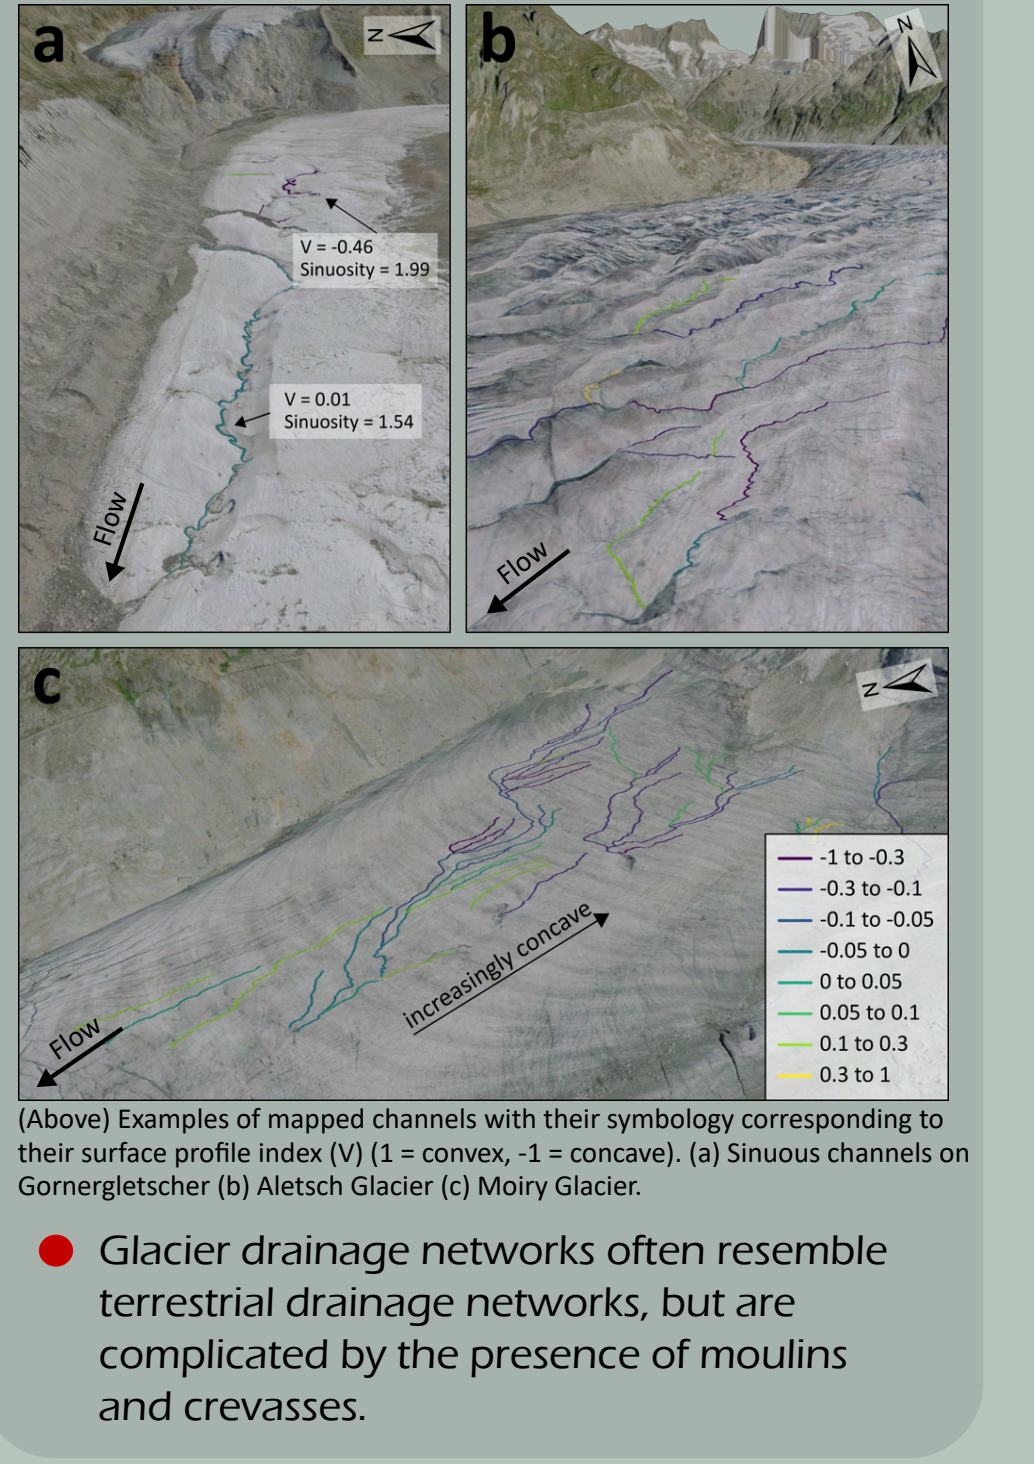 a
N
V = -0.46
Sinuosity = 1.99
V = 0.01
Sinuosity = 1.54
Flow
b
N
Flow
c
N
increasingly concave
Flow
-1 to -0.3
-0.3 to -0.1
-0.1 to -0.05
-0.05 to 0
0 to 0.05
0.05 to 0.1
0.1 to 0.3
0.3 to 1
(Above) Examples of mapped channels with their symbology corresponding to
their surface profile index (V) (1 = convex, -1 = concave). (a) Sinuous channels on
Gornergletscher (b) Aletsch Glacier (c) Moiry Glacier.
Glacier drainage networks often resemble
terrestrial drainage networks, but are
complicated by the presence of moulins
and crevasses.